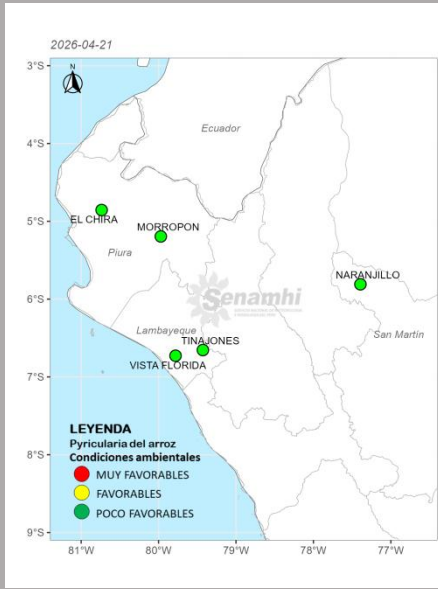 2026-04-21
3°S
N
Ecuador
4°S
EL CHIRA
5°S
MORROPON
Piura
NARANJILLO
6°S
Senamhi
Lambayeque
San Martín
TINAJONES
VISTA FLORIDA
7°S
LEYENDA
Pyricularia del arroz
Condiciones ambientales
8°S
MUY FAVORABLES
FAVORABLES
POCO FAVORABLES
9°S
81°W 80°W 79°W 78°W 77°W